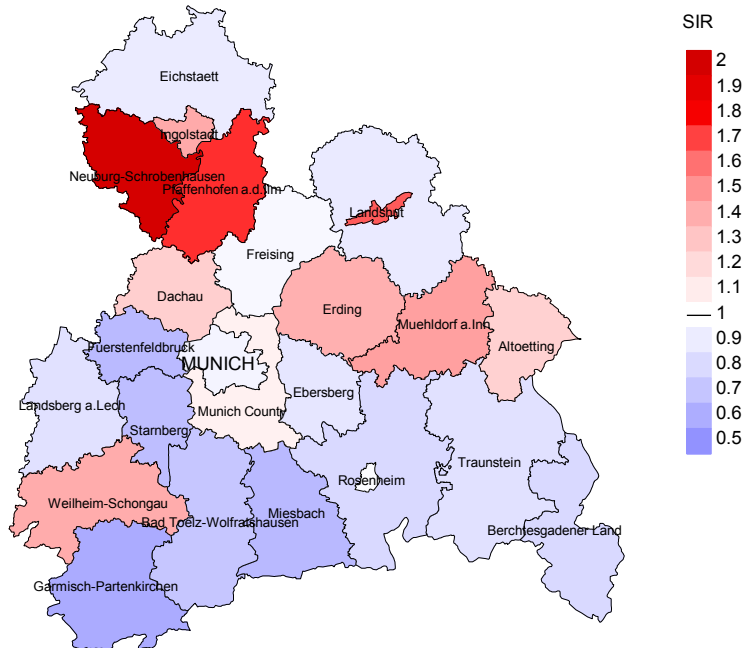 SIR
Eichstaett
2
1.9
1.8
1.7
1.6
1.5
1.4
1.3
1.2
1.1
1
0.9
0.8
0.7
0.6
0.5
Ingolstadt
Neuburg-Schrobenhausen
Pfaffenhofen a.d.Ilm
Landshut
Freising
Dachau
Erding
Muehldorf a.Inn
Altoetting
Fuerstenfeldbruck
MUNICH
Ebersberg
Landsberg a.Lech
Munich County
Starnberg
Traunstein
Rosenheim
Weilheim-Schongau
Miesbach
Bad Toelz-Wolfratshausen
Berchtesgadener Land
Garmisch-Partenkirchen